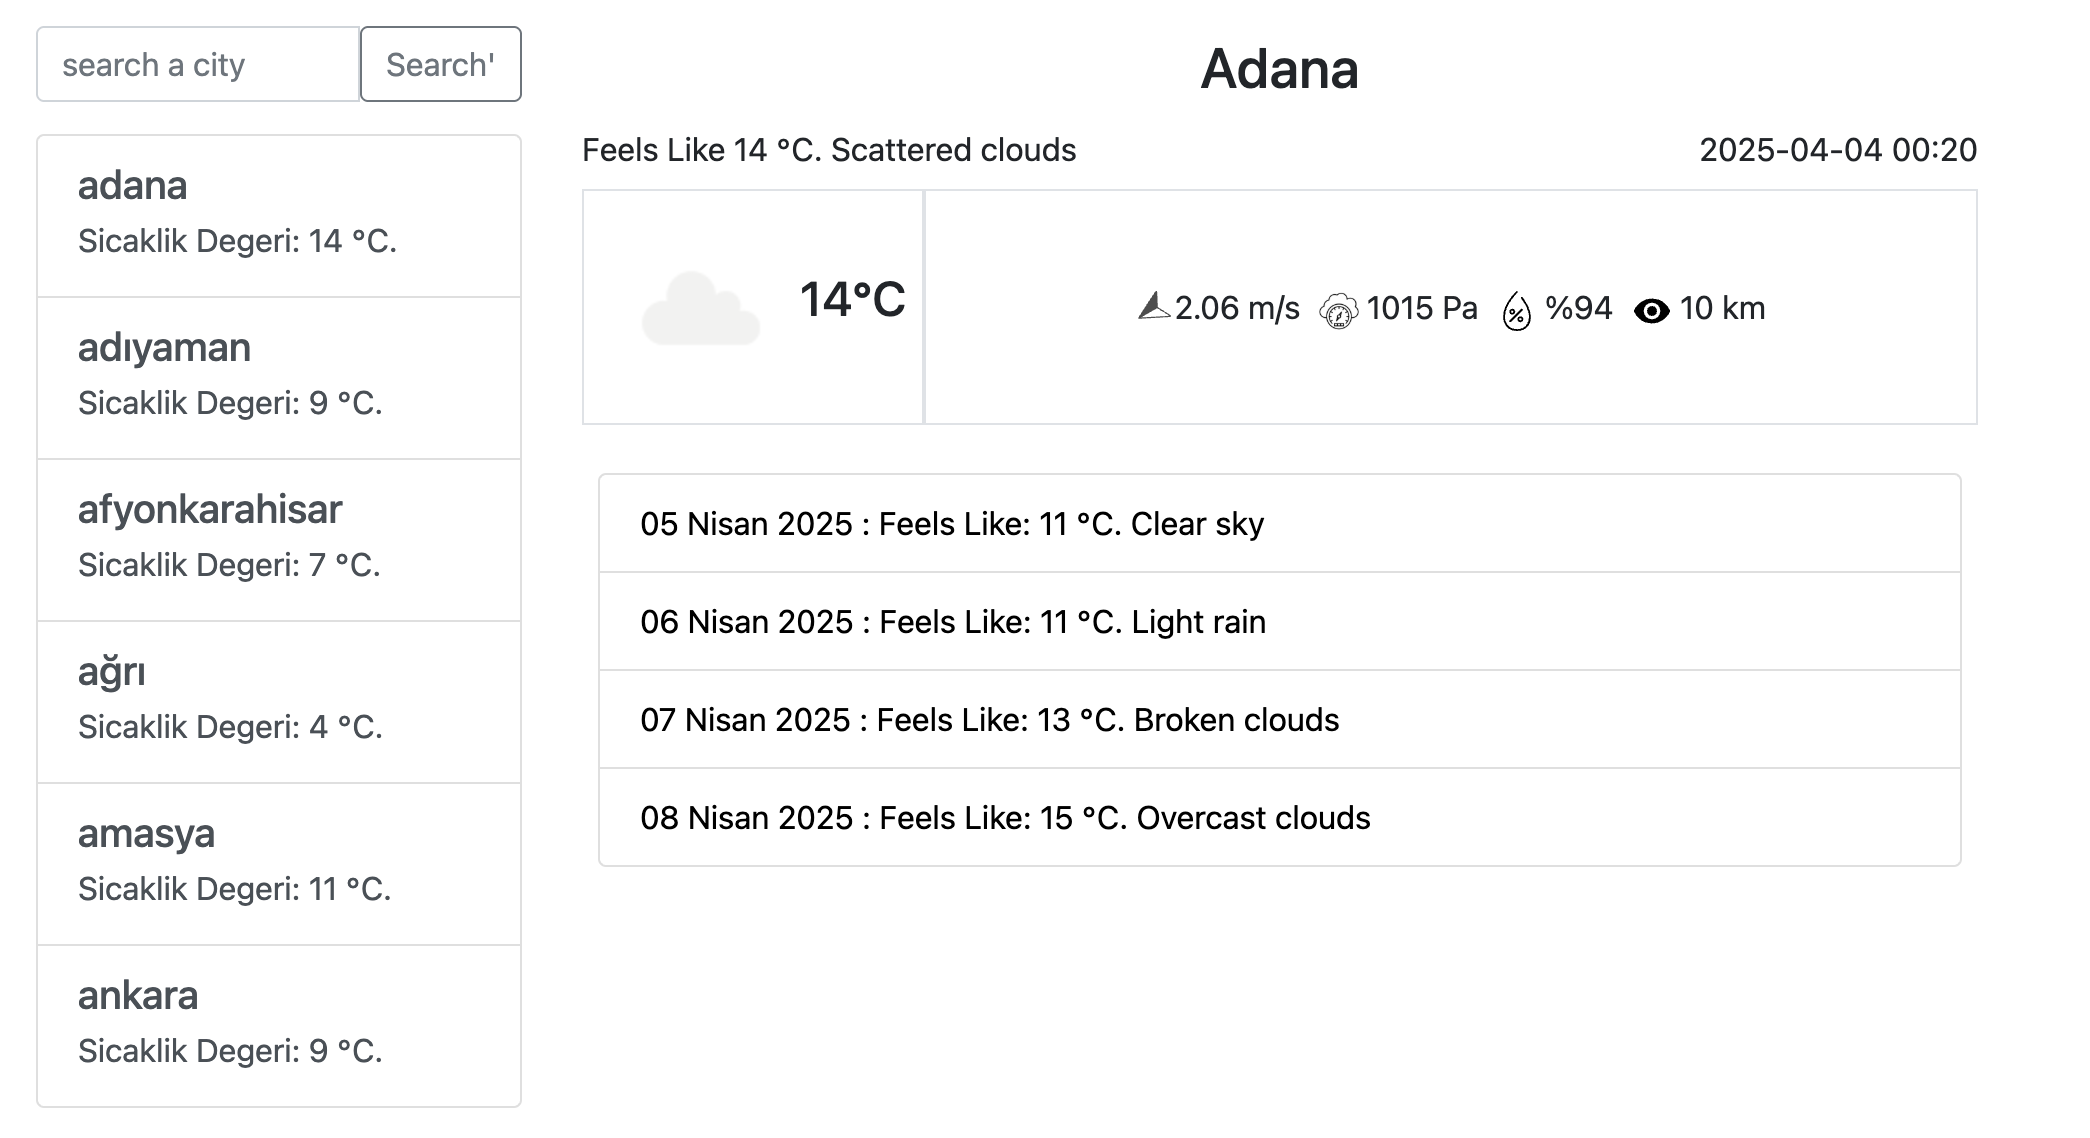 search a city Search'
adana
Sicaklik Degeri: 14 °C.
adıyaman
Sicaklik Degeri: 9 °C.
afyonkarahisar
Sicaklik Degeri: 7 °C.
ağrı
Sicaklik Degeri: 4 °C.
amasya
Sicaklik Degeri: 11 °C.
ankara
Sicaklik Degeri: 9 °C.
Adana
Feels Like 14 °C. Scattered clouds 2025-04-04 00:20
14°C 2.06 m/s 1015 Pa %94 10 km
05 Nisan 2025 : Feels Like: 11 °C. Clear sky
06 Nisan 2025 : Feels Like: 11 °C. Light rain
07 Nisan 2025 : Feels Like: 13 °C. Broken clouds
08 Nisan 2025 : Feels Like: 15 °C. Overcast clouds